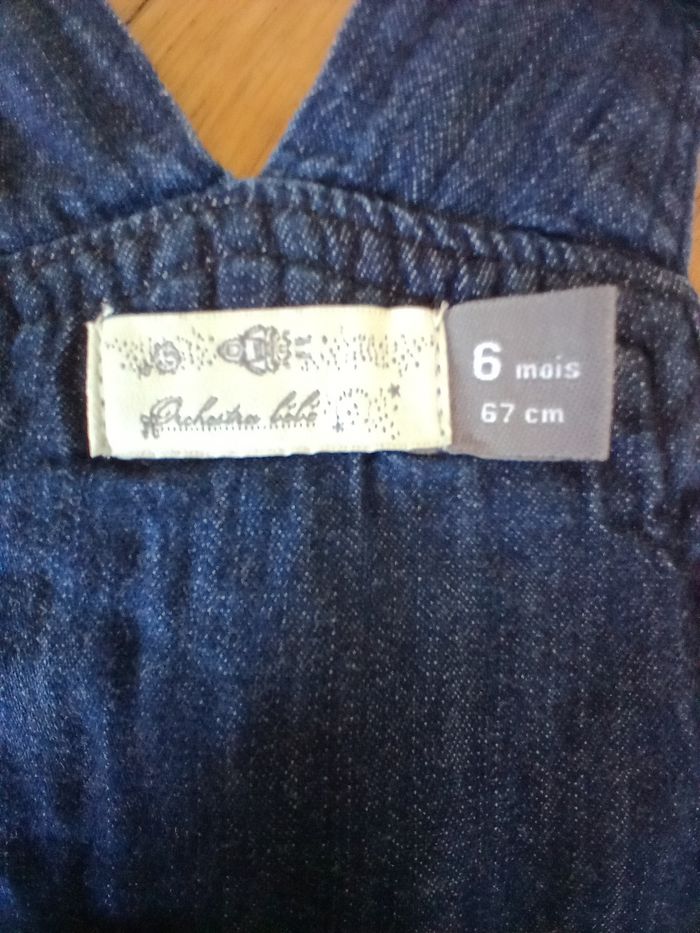 Orchestra bébé
6 mois
67 cm